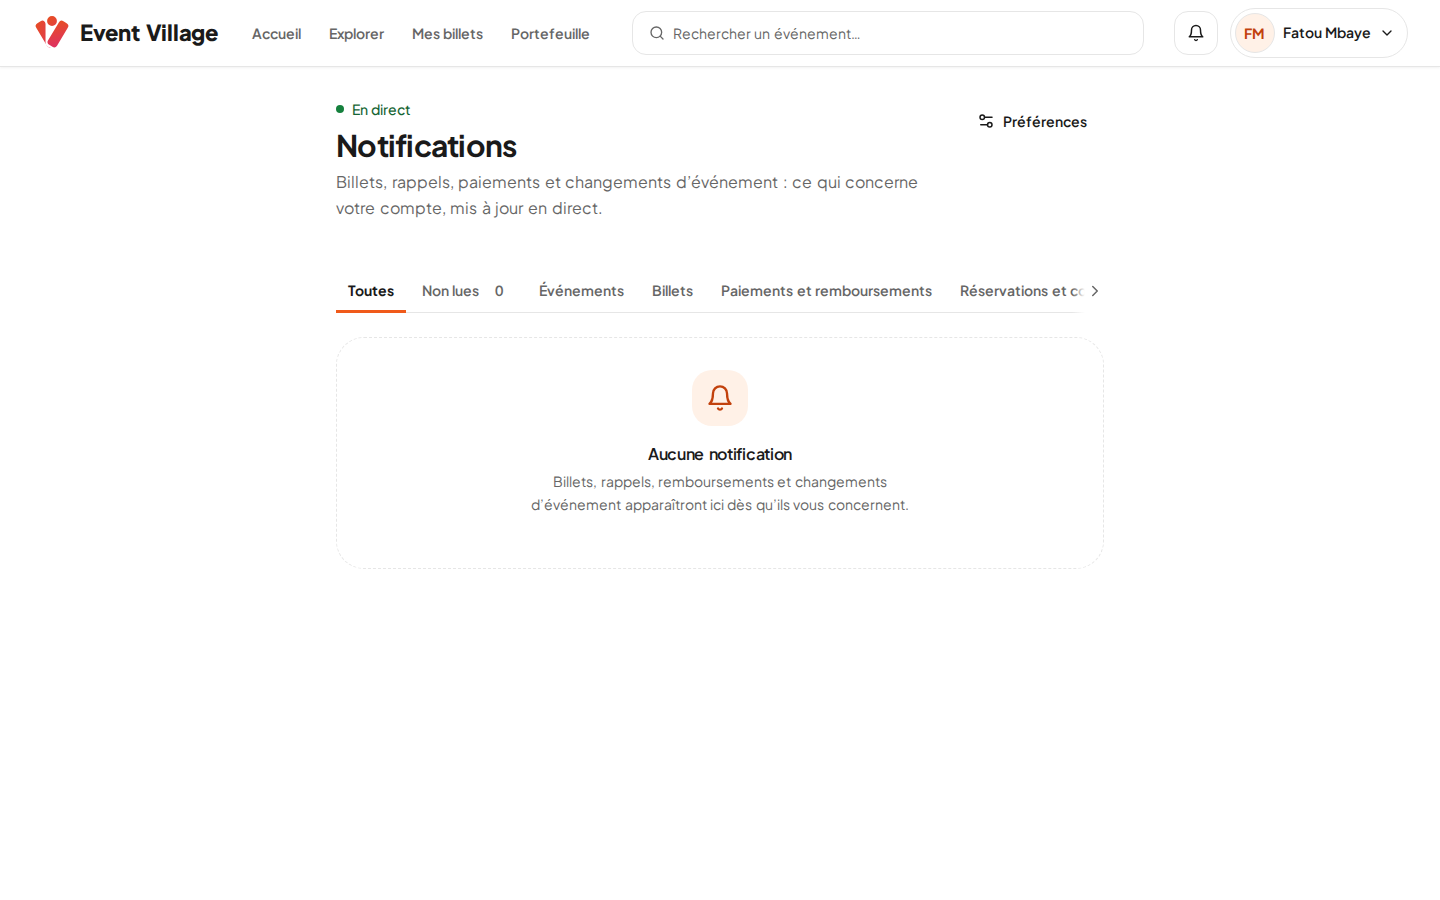 Event Village
Accueil
Explorer
Mes billets
Portefeuille
Rechercher un événement...
FM
Fatou Mbaye
En direct
Préférences
Notifications
Billets, rappels, paiements et changements d’événement : ce qui concerne
votre compte, mis à jour en direct.
Toutes
Non lues 0
Événements
Billets
Paiements et remboursements
Réservations et
Aucune notification
Billets, rappels, remboursements et changements
d’événement apparaîtront ici dès qu’ils vous concernent.